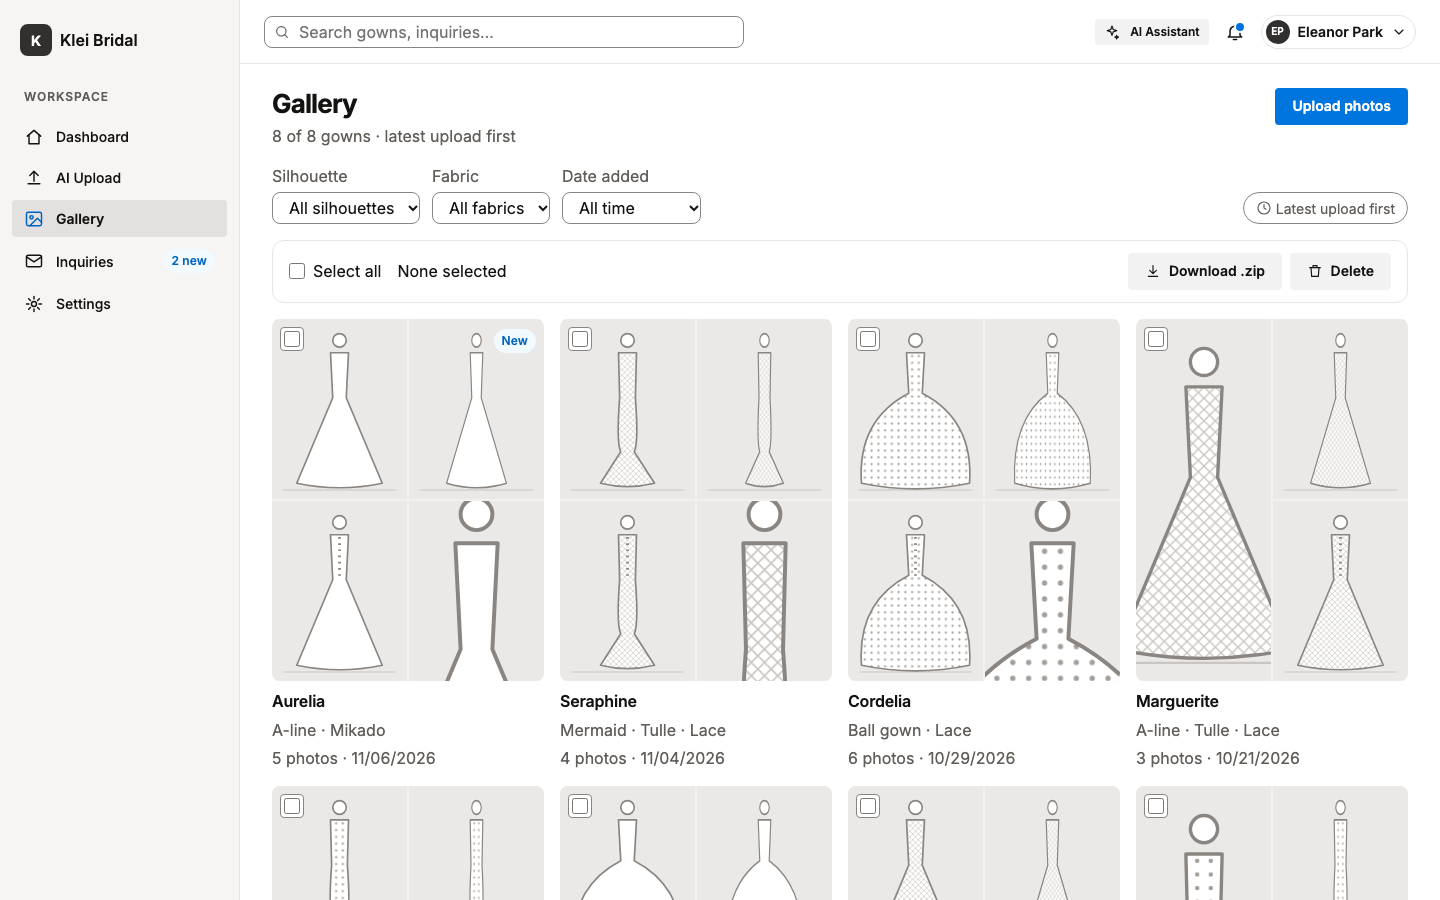 K Klei Bridal
Search gowns, inquiries...
AI Assistant
EP Eleanor Park
WORKSPACE
Dashboard
AI Upload
Gallery
Inquiries 2 new
Settings
Gallery
Upload photos
8 of 8 gowns · latest upload first
Silhouette Fabric Date added
All silhouettes All fabrics All time
Latest upload first
Select all None selected
Download .zip Delete
New
Aurelia
A-line · Mikado
5 photos · 11/06/2026
Seraphine
Mermaid · Tulle · Lace
4 photos · 11/04/2026
Cordelia
Ball gown · Lace
6 photos · 10/29/2026
Marguerite
A-line · Tulle · Lace
3 photos · 10/21/2026